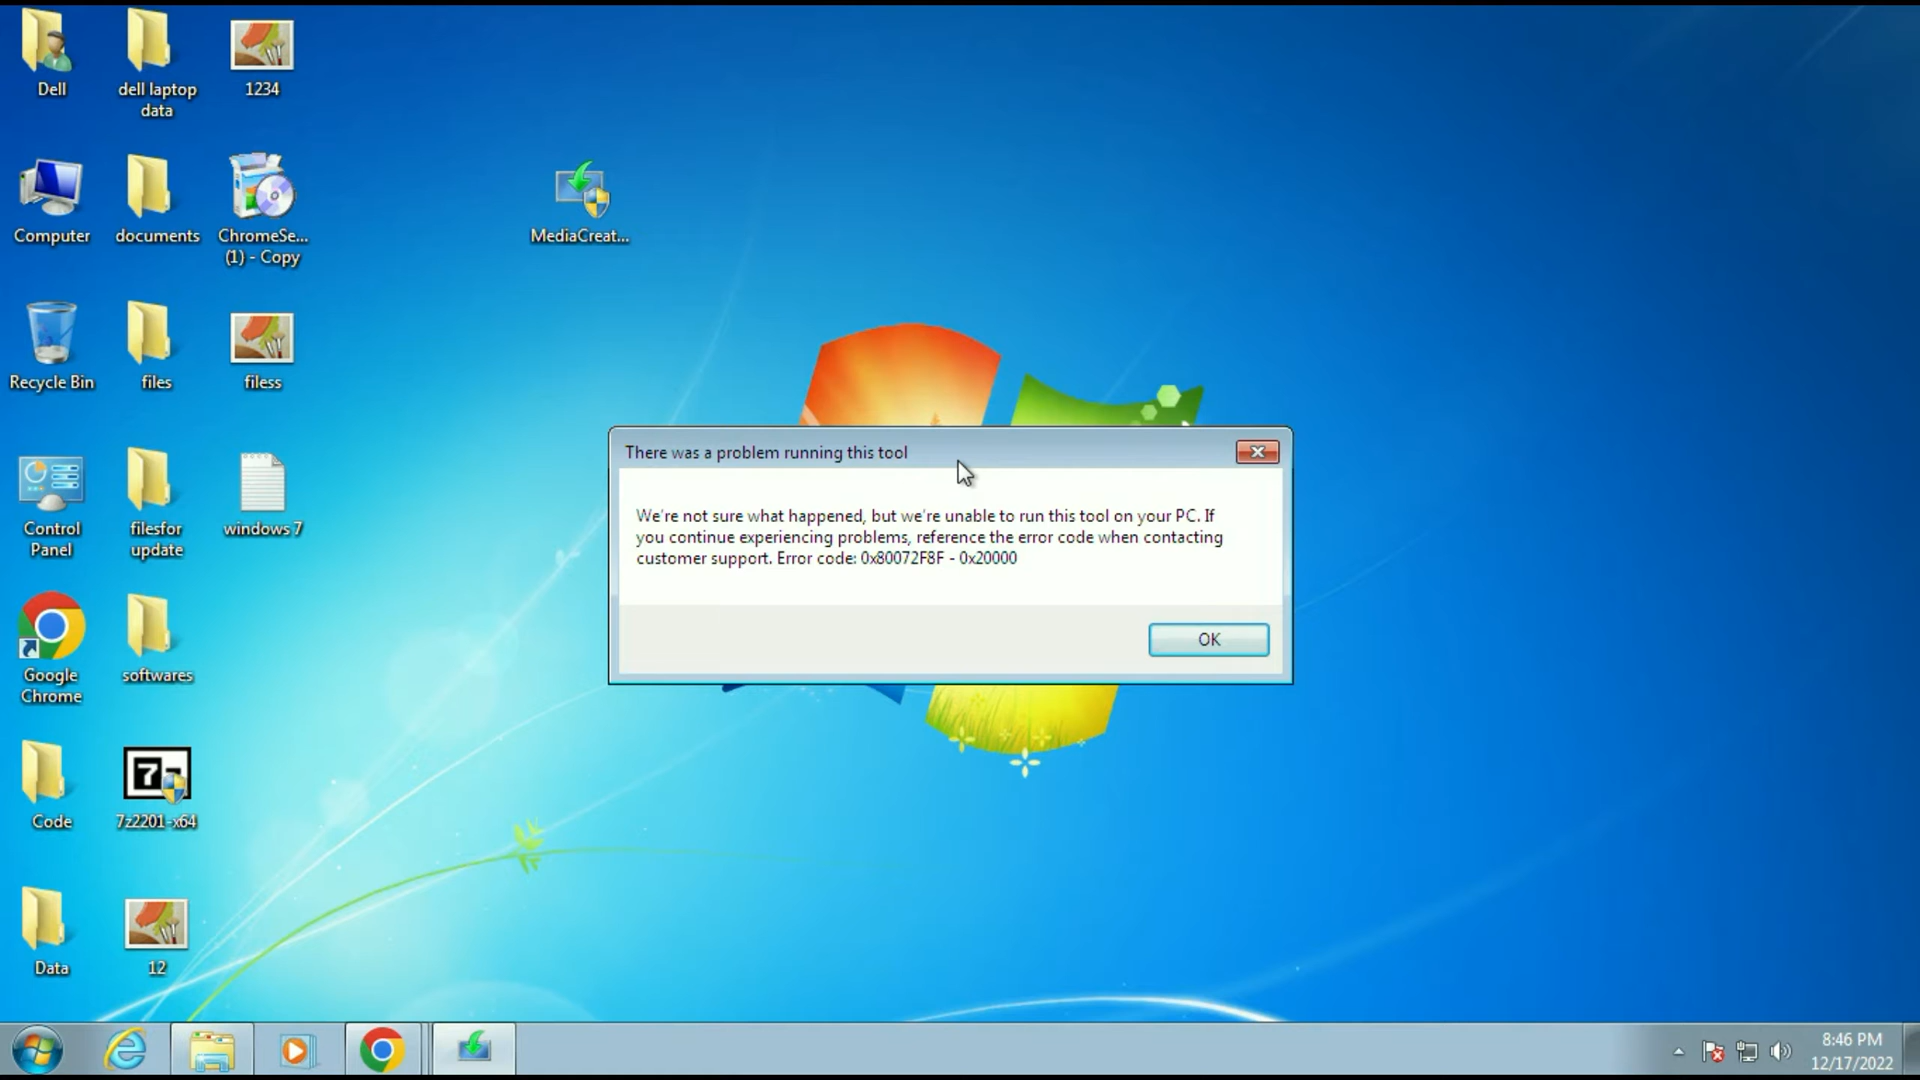 Dell
dell laptop
data
1234
Computer
documents
ChromeSe...
(1) - Copy
MediaCreat...
Recycle Bin
files
filess
Control
Panel
filesfor
update
windows 7
Google
Chrome
softwares
Code
7z2201-x64
Data
12
There was a problem running this tool
We're not sure what happened, but we're unable to run this tool on your PC. If
you continue experiencing problems, reference the error code when contacting
customer support. Error code: 0x80072F8F - 0x20000
OK
8:46 PM
12/17/2022